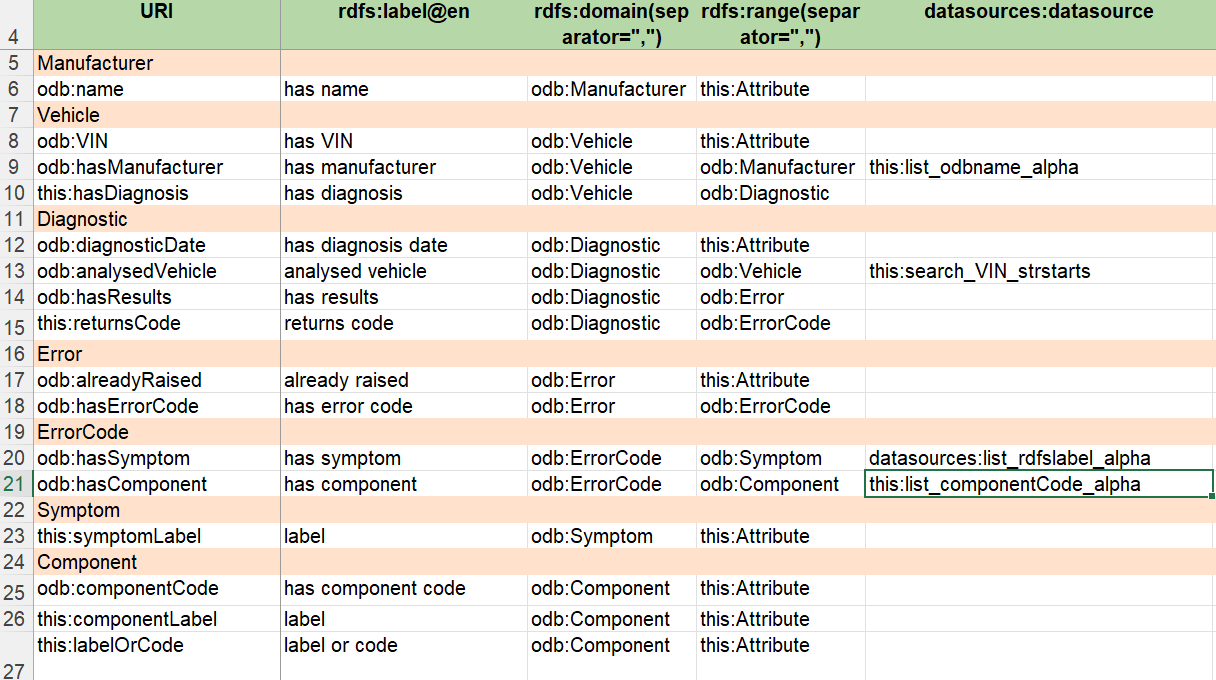 URI rdfs:label@en rdfs:domain(sep rdfs:range(separ datasources:datasource
4 arator=",") ator=",")
5 Manufacturer
6 odb:name has name odb:Manufacturer this:Attribute
7 Vehicle
8 odb:VIN has VIN odb:Vehicle this:Attribute
9 odb:hasManufacturer has manufacturer odb:Vehicle odb:Manufacturer this:list_odbname_alpha
10 this:hasDiagnosis has diagnosis odb:Vehicle odb:Diagnostic
11 Diagnostic
12 odb:diagnosticDate has diagnosis date odb:Diagnostic this:Attribute
13 odb:analysedVehicle analysed vehicle odb:Diagnostic odb:Vehicle this:search_VIN_strstarts
14 odb:hasResults has results odb:Diagnostic odb:Error
15 this:returnsCode returns code odb:Diagnostic odb:ErrorCode
16 Error
17 odb:alreadyRaised already raised odb:Error this:Attribute
18 odb:hasErrorCode has error code odb:Error odb:ErrorCode
19 ErrorCode
20 odb:hasSymptom has symptom odb:ErrorCode odb:Symptom datasources:list_rdfslabel_alpha
21 odb:hasComponent has component odb:ErrorCode odb:Component this:list_componentCode_alpha
22 Symptom
23 this:symptomLabel label odb:Symptom this:Attribute
24 Component
25 odb:componentCode has component code odb:Component this:Attribute
26 this:componentLabel label odb:Component this:Attribute
this:labelOrCode label or code odb:Component this:Attribute
27